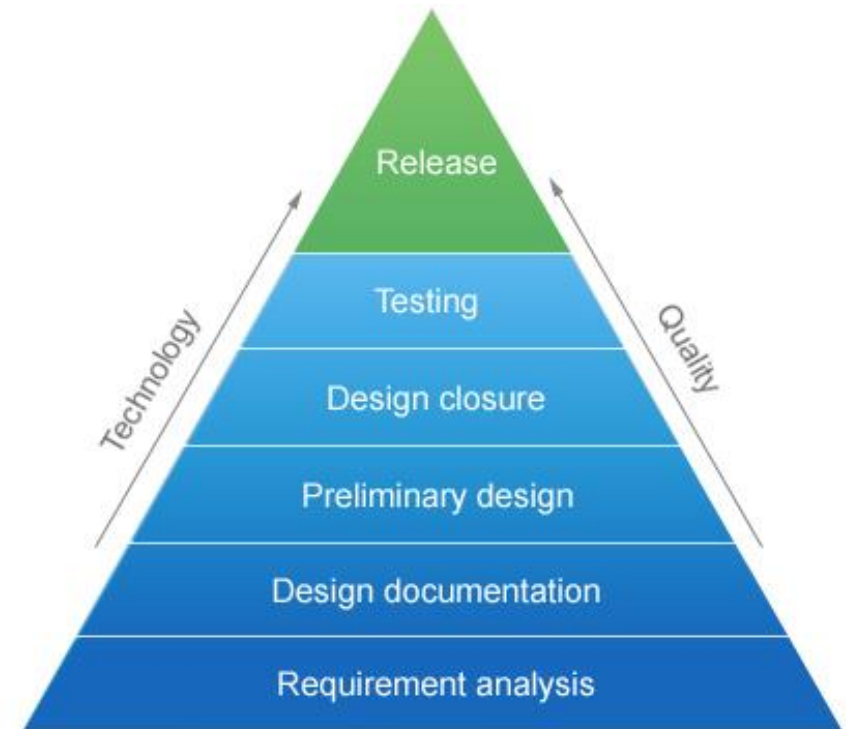 Release
Technology
Quality
Testing
Design closure
Preliminary design
Design documentation
Requirement analysis